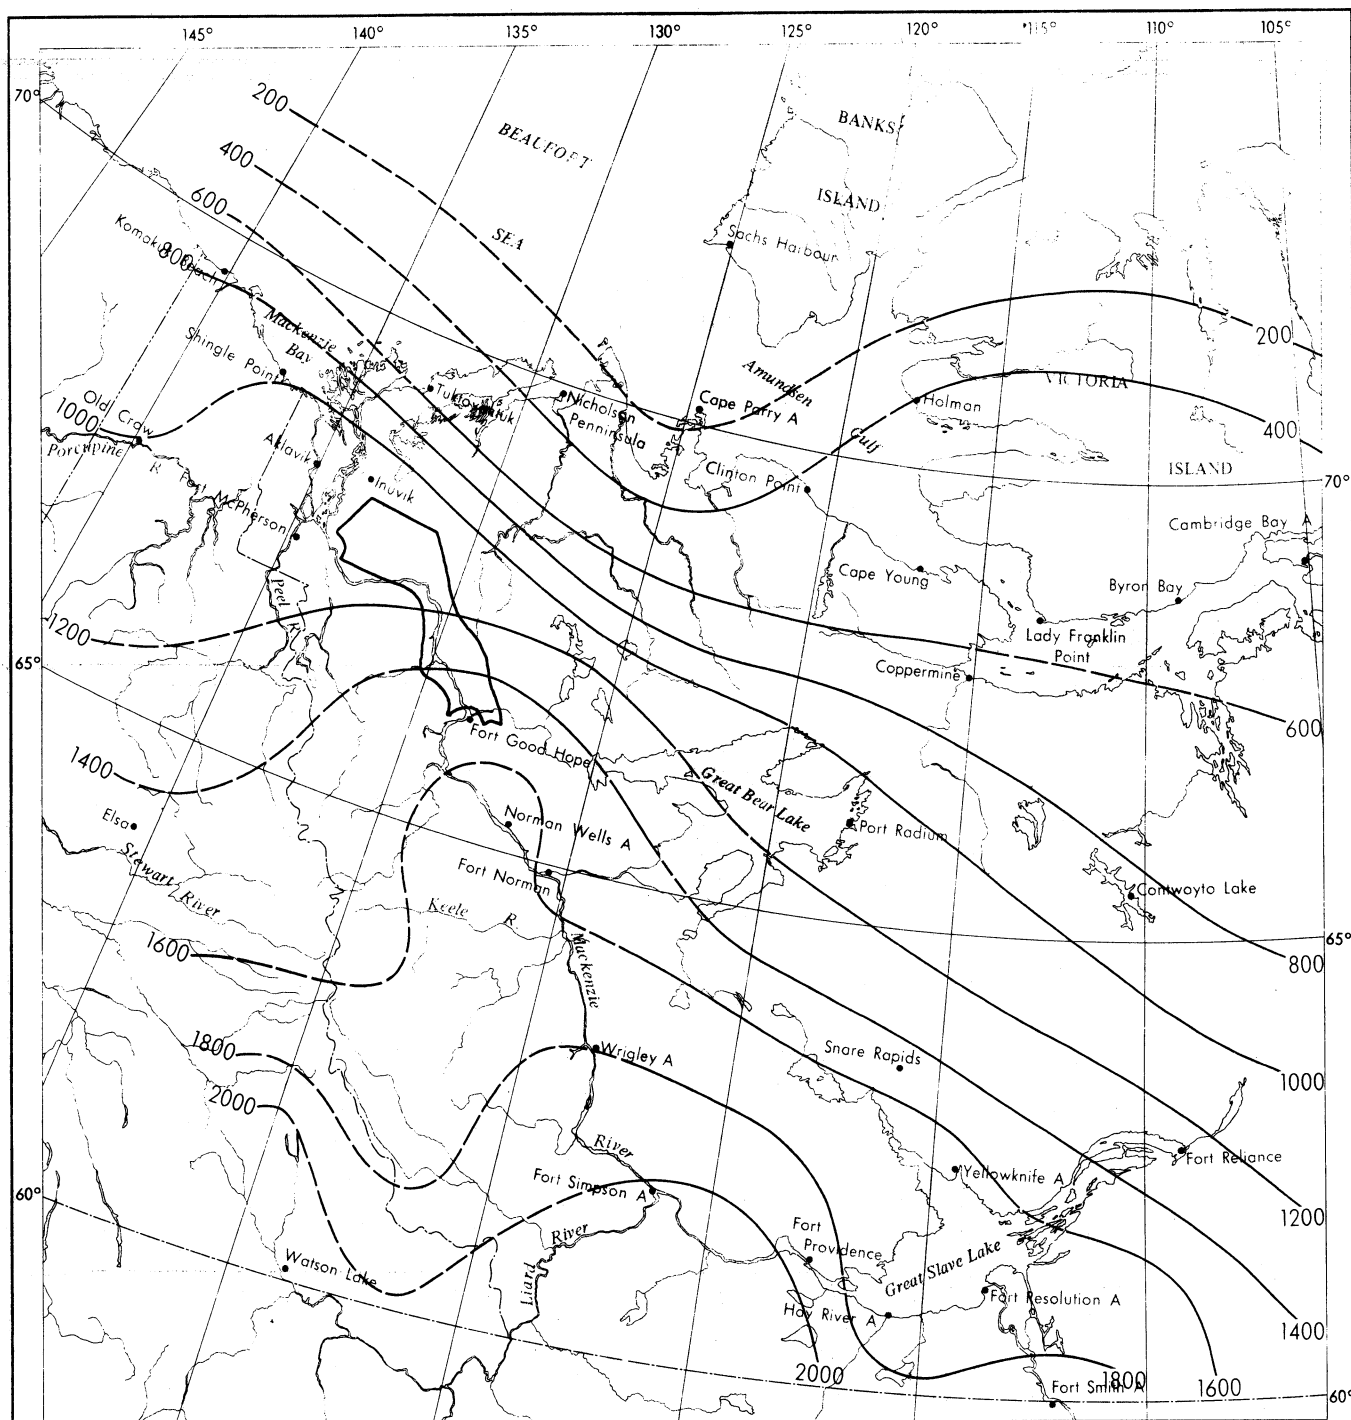 145° 140° 135° 130° 125° 120° 115° 110° 105°
70°
200
BEAUFORT
SEA
BANKS
ISLAND
400
600
Sachs Harbour
Komakuk Beach
800
Mackenzie
Bay
Shingle Point
Amundsen
Gulf
200
VICTORIA
ISLAND
Old Crow
1000
Porcupine
R
Tuktoyaktuk
Nicholson
Penninsula
Cape Parry A
Holman
400
Aklavik
Inuvik
Clinton Point
70°
Fort McPherson
Cambridge Bay A
Cape Young
Byron Bay
Peel
R
Lady Franklin
Point
1200
65°
Coppermine
600
Fort Good Hope
1400
Great Bear Lake
Elsa
Norman Wells A
Port Radium
Stewart River
Fort Norman
Contwoyto Lake
Keele R
65°
1600
800
Mackenzie
1800
Wrigley A
Snare Rapids
1000
2000
River
Fort Reliance
Yellowknife A
60°
Fort Simpson A
1200
River
Liard
Fort
Providence
Great Slave Lake
Watson Lake
Fort Resolution A
Hay River A
1400
2000
1800
1600
Fort Smith A
60°